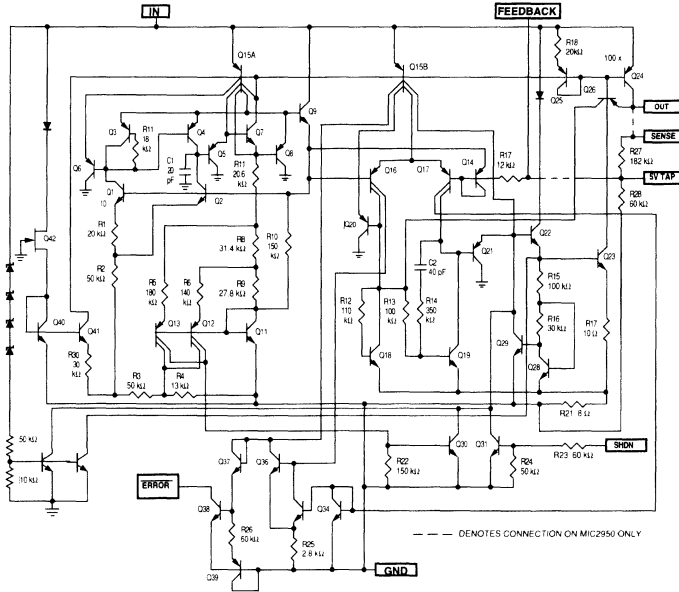 IN
FEEDBACK
Q15A
Q15B
R18
20kΩ
100 x
Q24
Q25
Q26
OUT
SENSE
R27
182 kΩ
5V TAP
R28
60 kΩ
Q3
R11
18
kΩ
Q4
Q5
Q7
Q8
Q9
Q6
C1
20
pF
R11
20.6
kΩ
Q1
10
Q2
Q16
Q17
Q14
R17
12 kΩ
R1
20 kΩ
R8
31.4 kΩ
R10
150
kΩ
Q20
Q21
Q22
Q23
Q42
R2
50 kΩ
R5
180
kΩ
R6
140
kΩ
R9
27.8 kΩ
C2
40 pF
R15
100 kΩ
R12
110
kΩ
R13
100
kΩ
R14
350
kΩ
R16
30 kΩ
R17
10 Ω
Q40
Q41
Q13
Q12
Q11
Q18
Q19
Q29
Q28
R30
30
kΩ
R3
50 kΩ
R4
13 kΩ
R21 8 Ω
50 kΩ
10 kΩ
Q37
Q36
Q30
Q31
R22
150 kΩ
R24
50 kΩ
R23 60 kΩ
SHDN
ERROR
Q38
Q34
R26
60 kΩ
R25
2.8 kΩ
Q39
GND
DENOTES CONNECTION ON MIC2950 ONLY